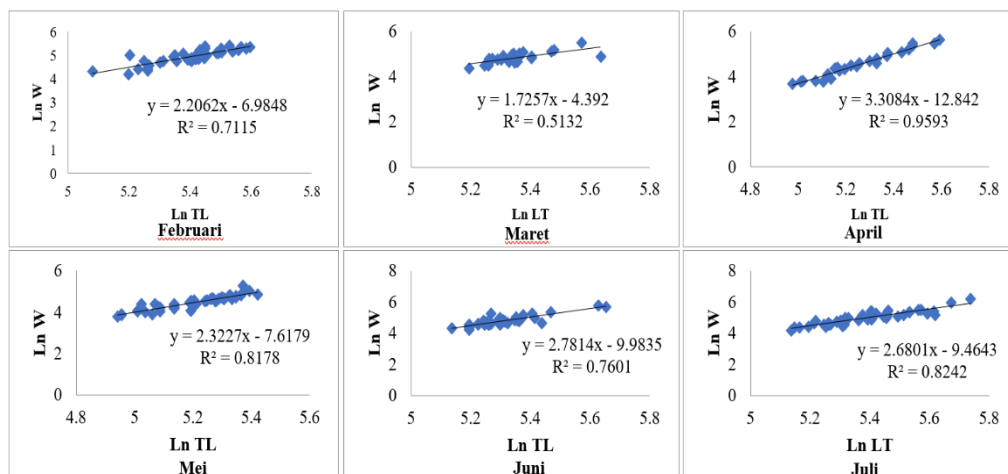 Ln W
6
5
4
3
2
1
0
y = 2.2062x - 6.9848
R² = 0.7115
5 5.2 5.4 5.6 5.8
Ln TL
Februari
Ln W
6
4
2
0
y = 1.7257x - 4.392
R² = 0.5132
5 5.2 5.4 5.6 5.8
Ln LT
Maret
Ln W
6
4
2
0
y = 3.3084x - 12.842
R² = 0.9593
4.8 5 5.2 5.4 5.6 5.8
Ln TL
April
Ln W
6
4
2
0
y = 2.3227x - 7.6179
R² = 0.8178
4.8 5 5.2 5.4 5.6
Ln TL
Mei
Ln W
8
6
4
2
0
y = 2.7814x - 9.9835
R² = 0.7601
5 5.2 5.4 5.6 5.8
Ln TL
Juni
Ln W
8
6
4
2
0
y = 2.6801x - 9.4643
R² = 0.8242
5 5.2 5.4 5.6 5.8
Ln LT
Juli